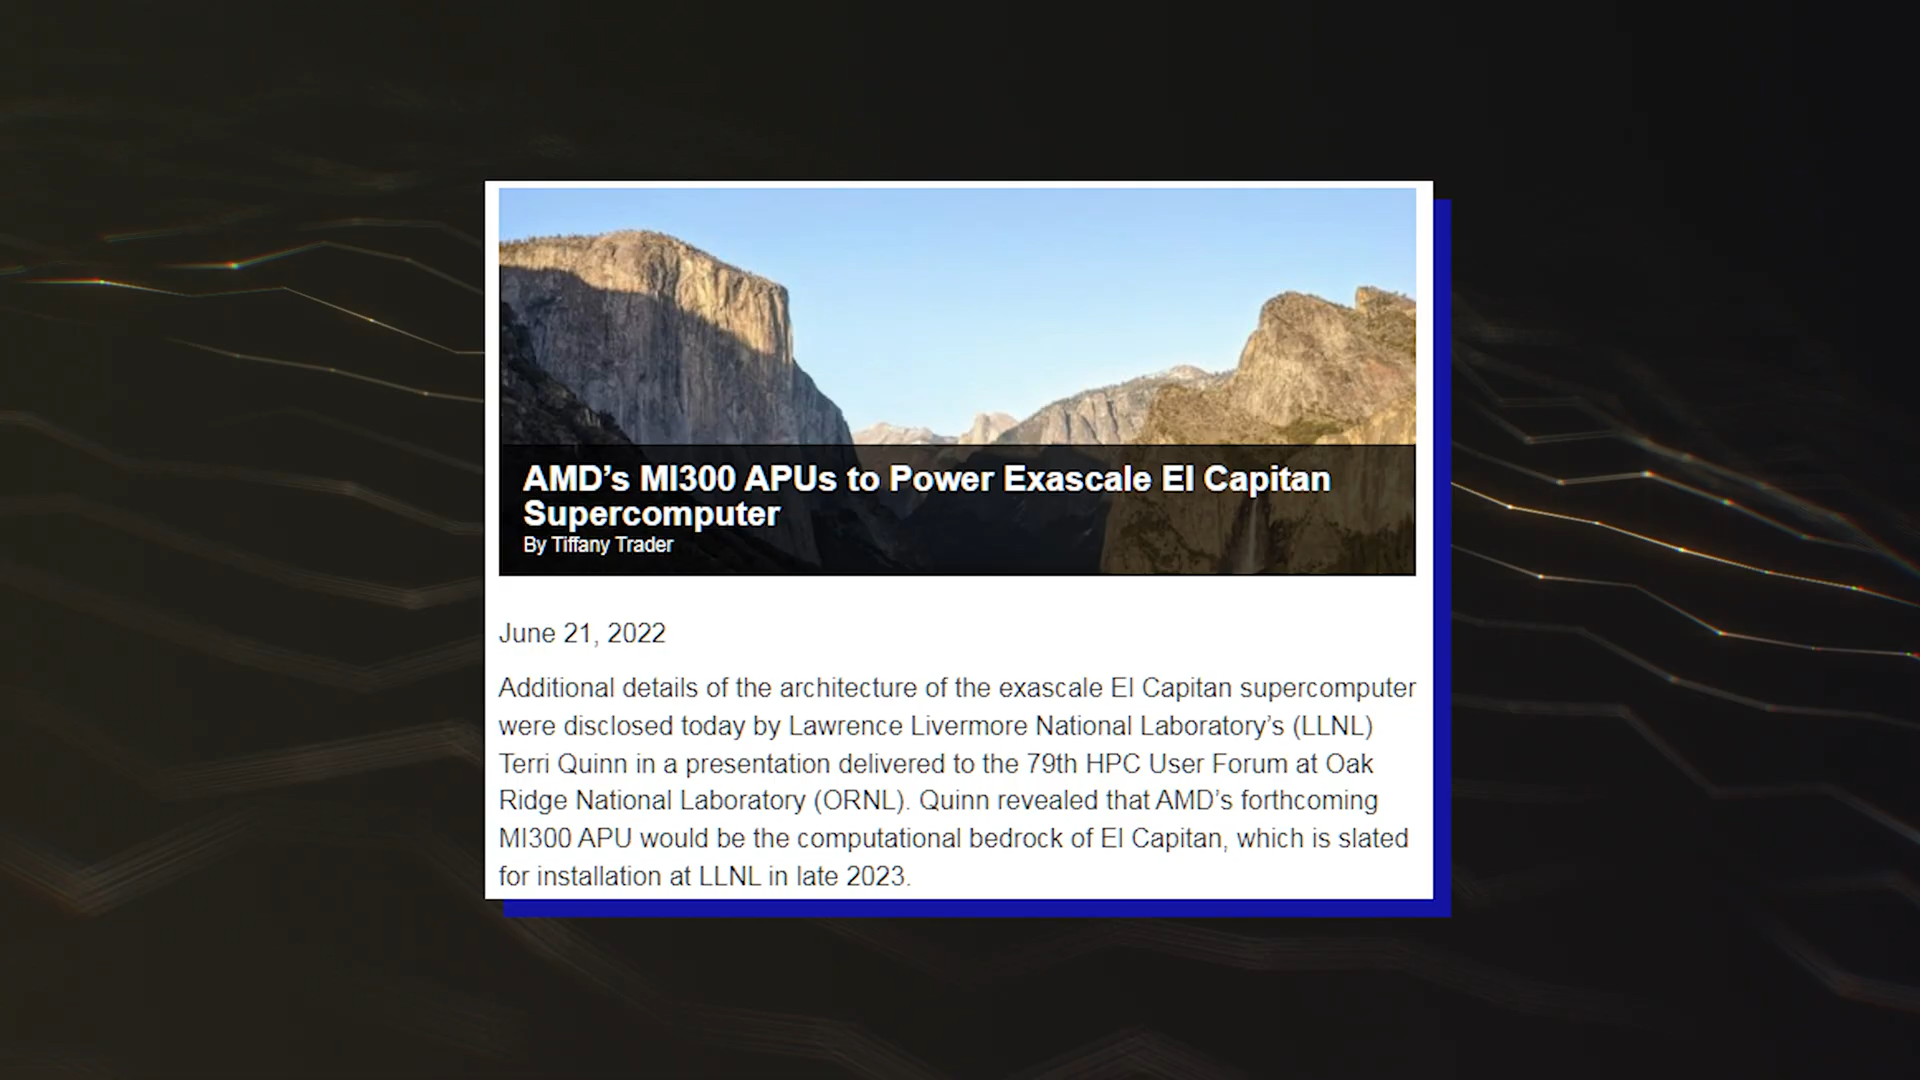 AMD’s MI300 APUs to Power Exascale El Capitan
Supercomputer
By Tiffany Trader
June 21, 2022
Additional details of the architecture of the exascale El Capitan supercomputer
were disclosed today by Lawrence Livermore National Laboratory’s (LLNL)
Terri Quinn in a presentation delivered to the 79th HPC User Forum at Oak
Ridge National Laboratory (ORNL). Quinn revealed that AMD’s forthcoming
MI300 APU would be the computational bedrock of El Capitan, which is slated
for installation at LLNL in late 2023.